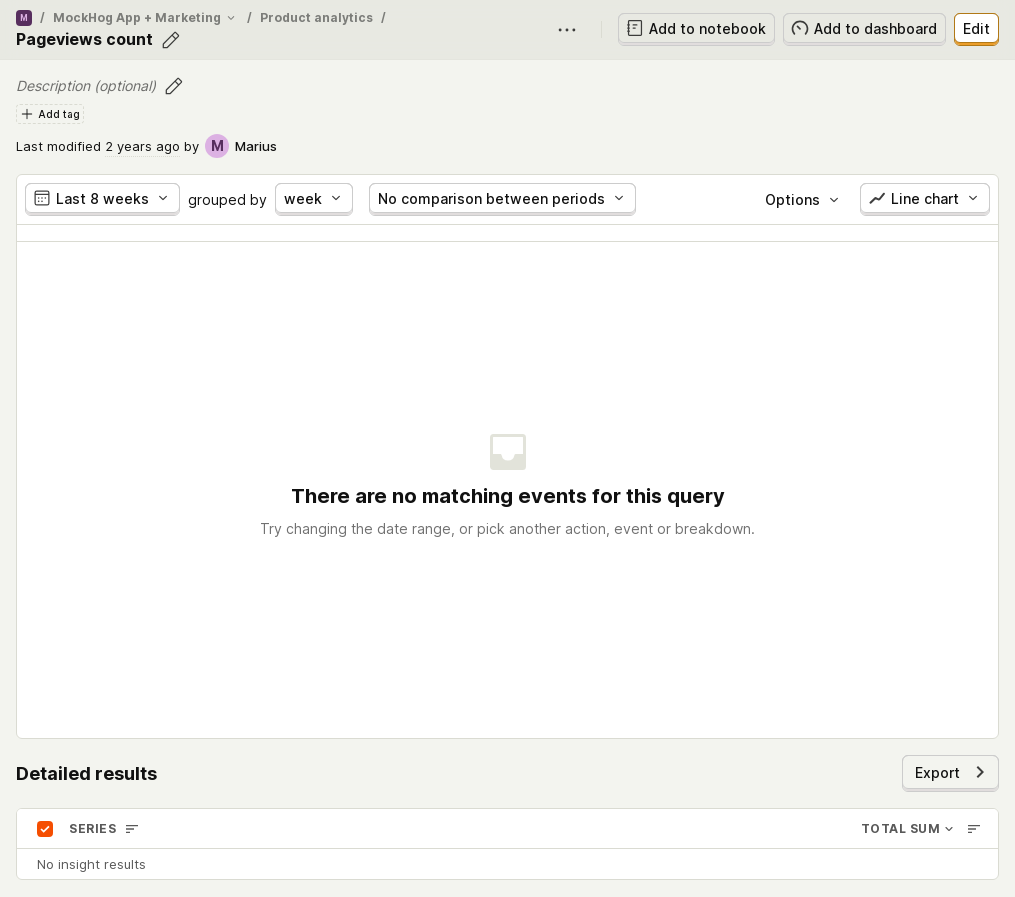 M / MockHog App + Marketing / Product analytics /
Pageviews count
Add to notebook
Add to dashboard
Edit
Description (optional)
Add tag
Last modified 2 years ago by M Marius
Last 8 weeks grouped by week No comparison between periods Options Line chart
There are no matching events for this query
Try changing the date range, or pick another action, event or breakdown.
Detailed results
Export
SERIES TOTAL SUM
No insight results